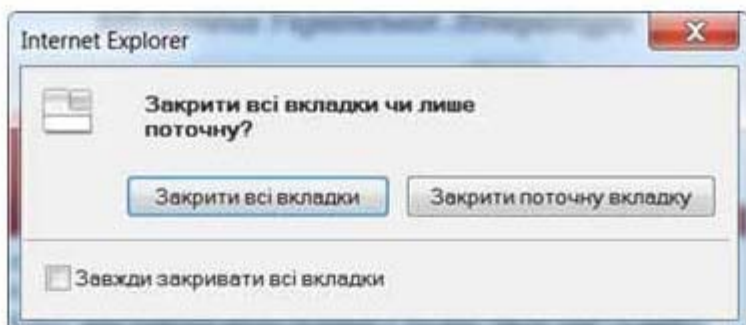 Internet Explorer
Закрити всі вкладки чи лише
поточну?
Закрити всі вкладки
Закрити поточну вкладку
Завжди закривати всі вкладки